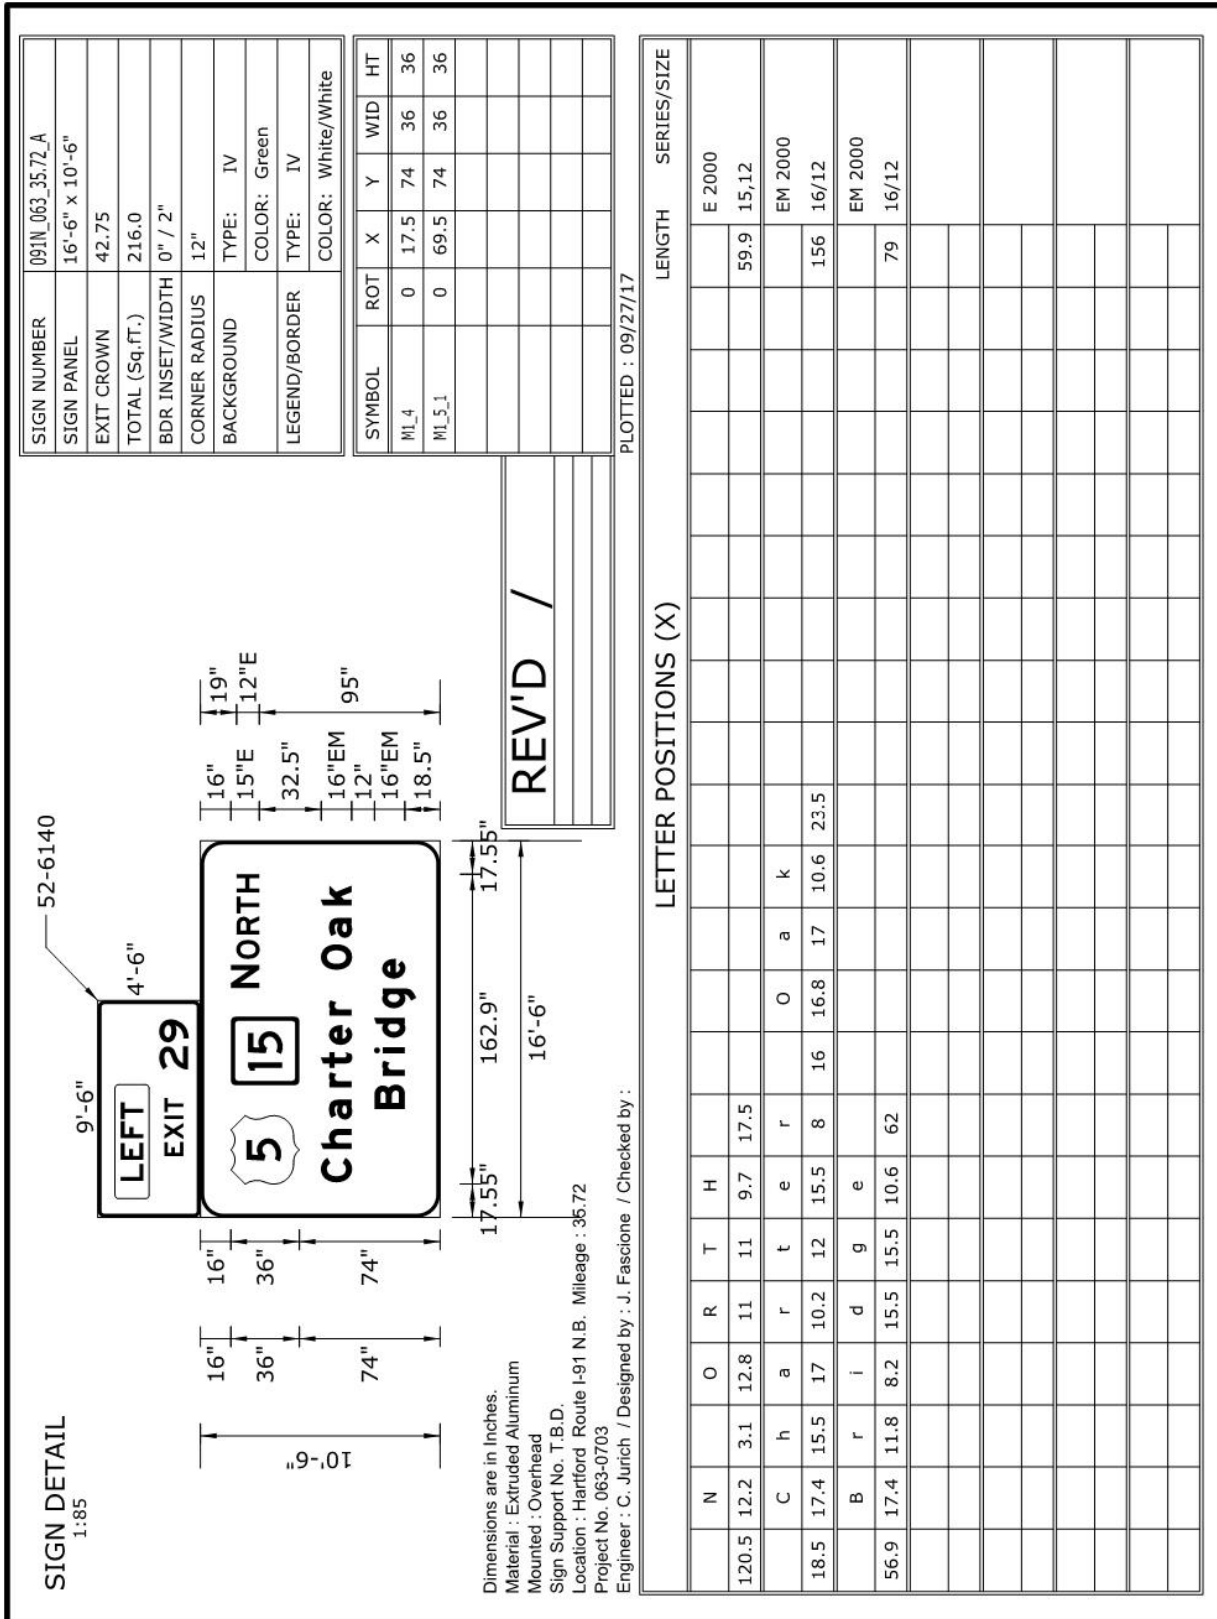 SIGN DETAIL
1:85
52-6140
9'-6"
4'-6"
LEFT
EXIT 29
5 15 NORTH
Charter Oak
Bridge
10'-6"
16" 36" 74"
16" 36" 74"
16" 15"E 32.5" 16"EM 12" 16"EM 18.5"
19" 12"E 95"
17.55" 162.9" 17.55"
16'-6"
Dimensions are in Inches.
Material : Extruded Aluminum
Mounted : Overhead
Sign Support No. T.B.D.
Location : Hartford Route I-91 N.B. Mileage : 35.72
Project No. 063-0703
Engineer : C. Jurich / Designed by : J. Fascione / Checked by :
REV'D /
SIGN NUMBER 091N_063_35.72_A
SIGN PANEL 16'-6" x 10'-6"
EXIT CROWN 42.75
TOTAL (Sq.fT.) 216.0
BDR INSET/WIDTH 0" / 2"
CORNER RADIUS 12"
BACKGROUND TYPE: IV
COLOR: Green
LEGEND/BORDER TYPE: IV
COLOR: White/White
SYMBOL ROT X Y WID HT
M1_4 0 17.5 74 36 36
M1_5_1 0 69.5 74 36 36
PLOTTED : 09/27/17
LETTER POSITIONS (X) LENGTH SERIES/SIZE
N O R T H E 2000
120.5 12.2 3.1 12.8 11 11 9.7 17.5 59.9 15,12
C h a r t e r O a k EM 2000
18.5 17.4 15.5 17 10.2 12 15.5 8 16 16.8 17 10.6 23.5 156 16/12
B r i d g e EM 2000
56.9 17.4 11.8 8.2 15.5 15.5 10.6 62 79 16/12